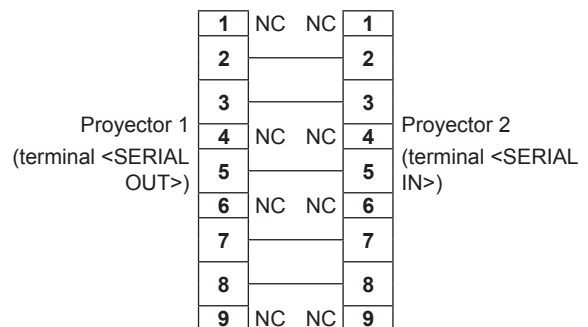 1 NC NC 1
2 2
3 3
Proyector 1
(terminal <SERIAL
OUT>)
4 NC NC 4
Proyector 2
(terminal <SERIAL
IN>)
5 5
6 NC NC 6
7 7
8 8
9 NC NC 9